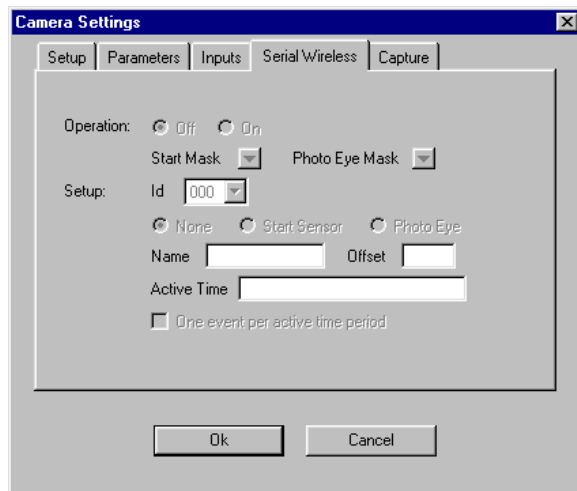 Camera Settings
Setup Parameters Inputs Serial Wireless Capture
Operation: Off On
Start Mask Photo Eye Mask
Setup: Id 000
None Start Sensor Photo Eye
Name Offset
Active Time
One event per active time period
Ok Cancel